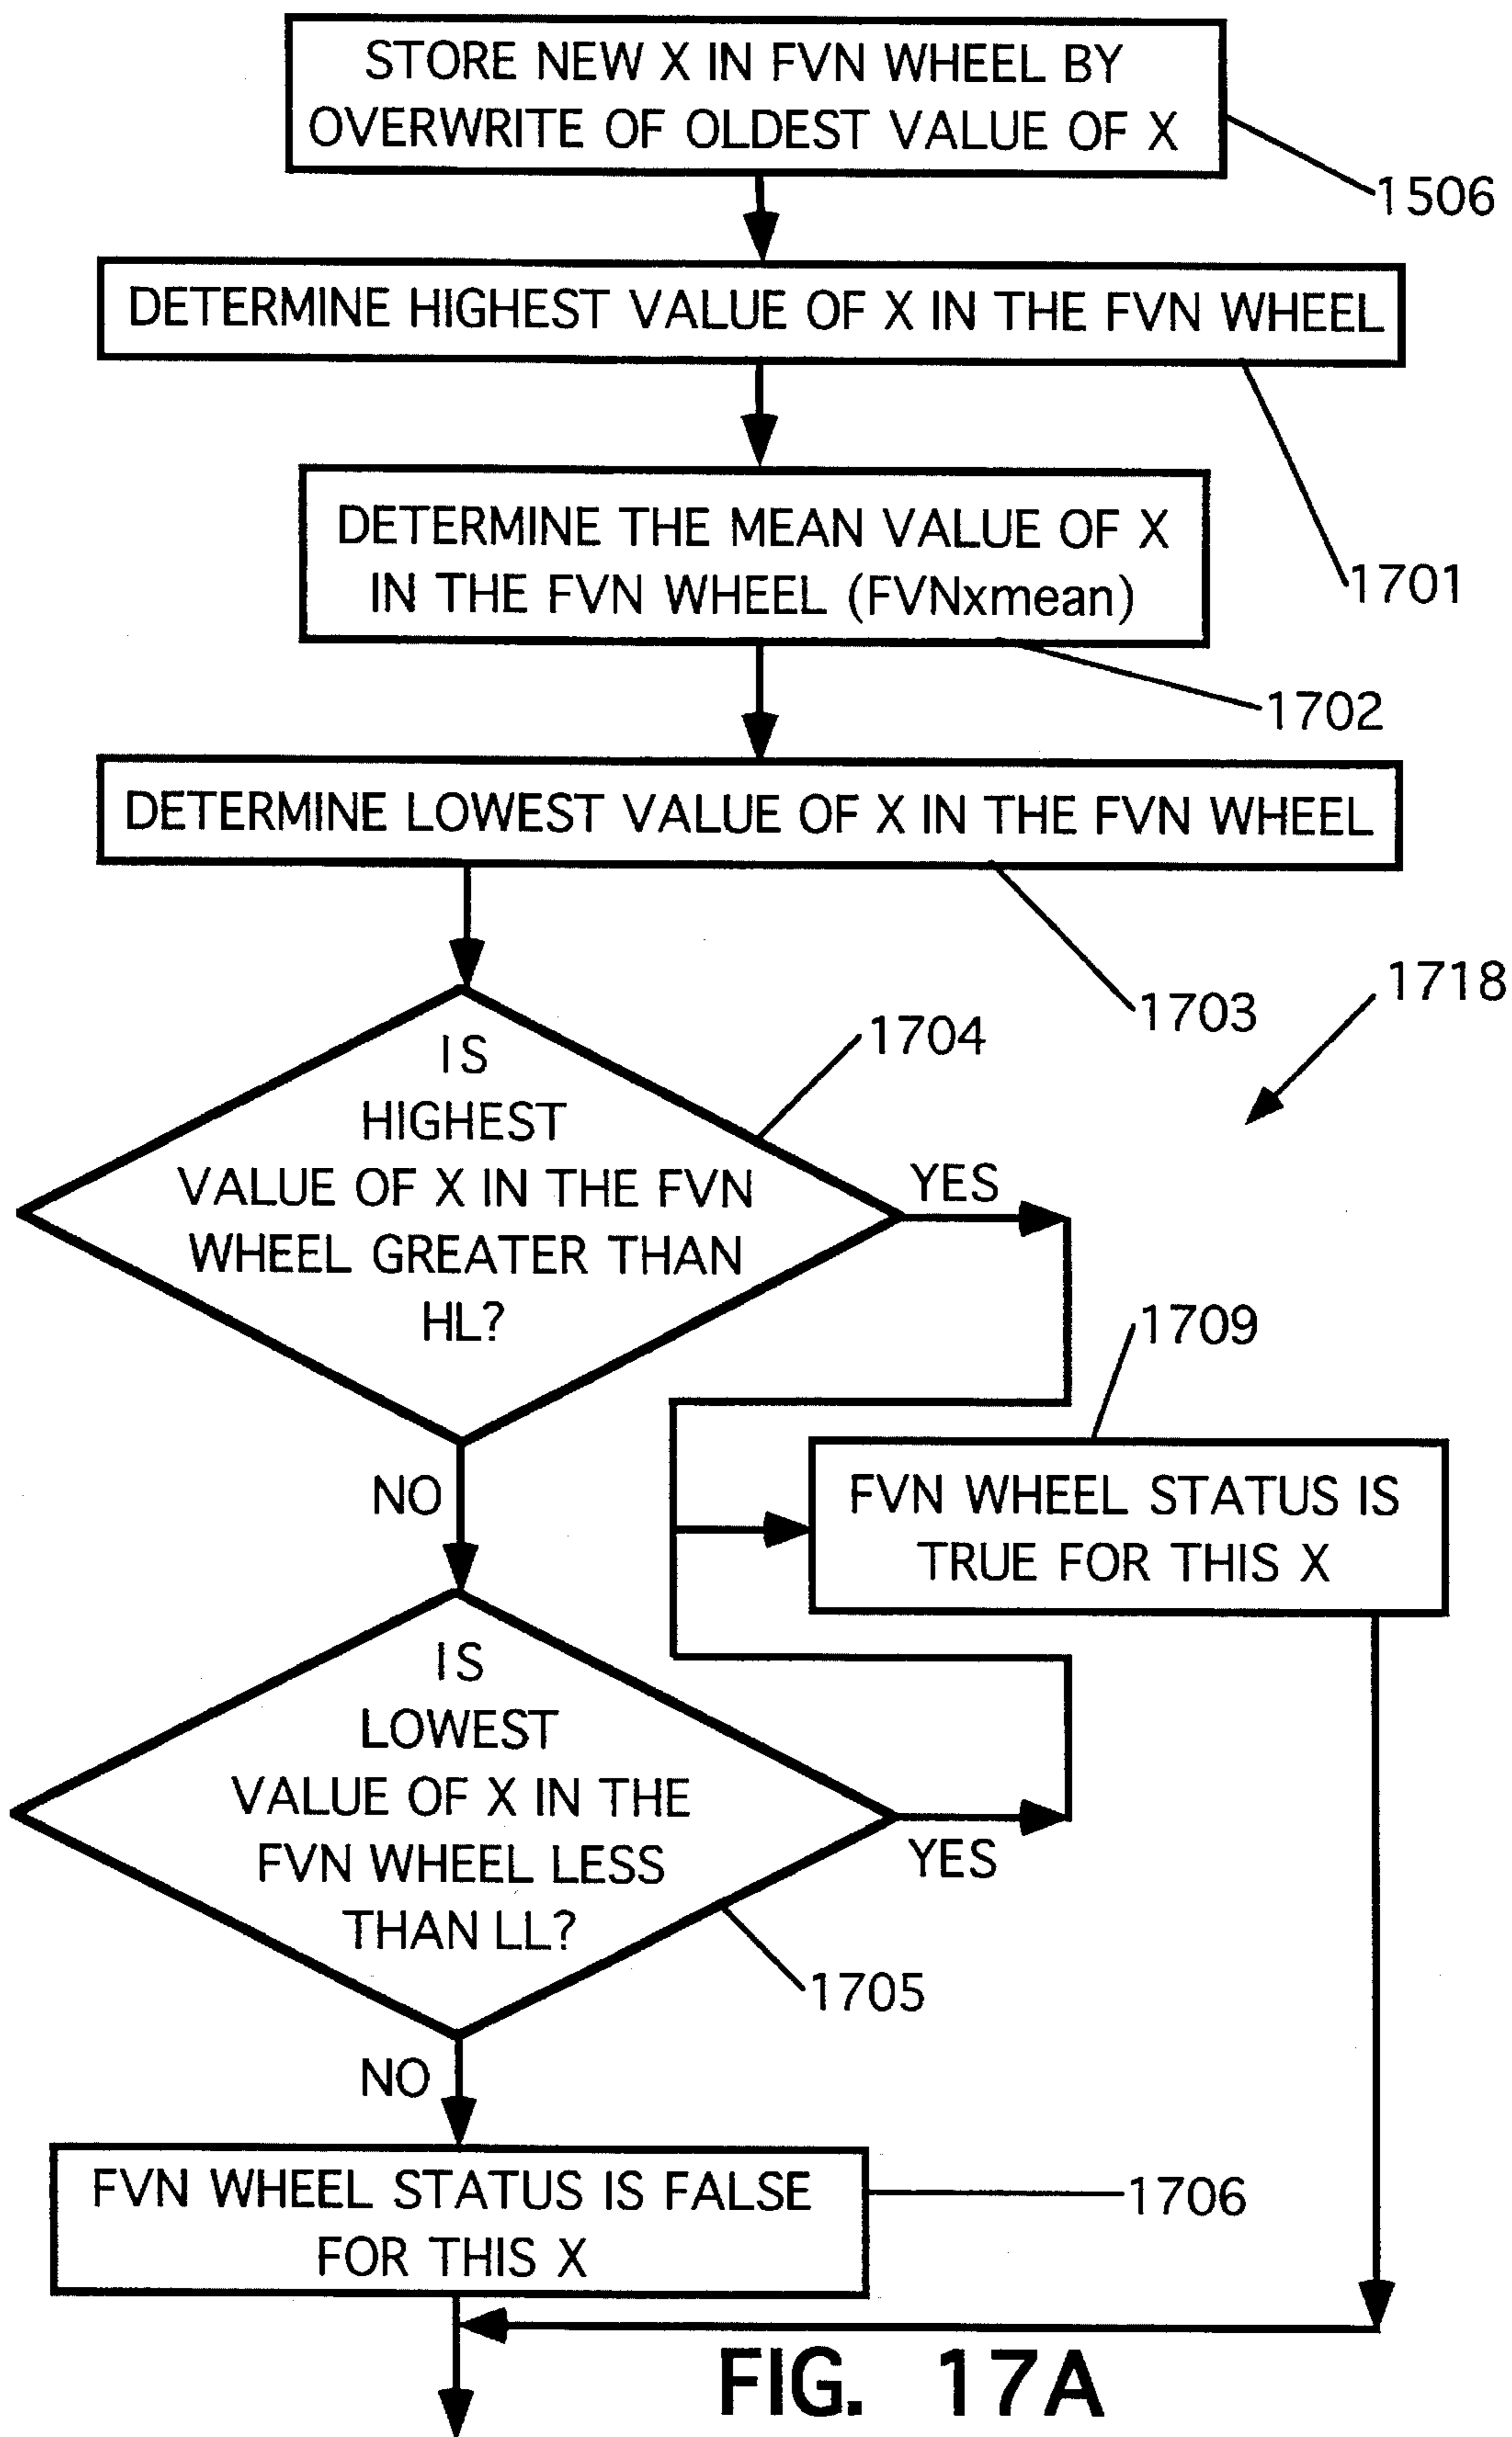 STORE NEW X IN FVN WHEEL BY
OVERWRITE OF OLDEST VALUE OF X
1506
DETERMINE HIGHEST VALUE OF X IN THE FVN WHEEL
1701
DETERMINE THE MEAN VALUE OF X
IN THE FVN WHEEL (FVNxmean)
1702
DETERMINE LOWEST VALUE OF X IN THE FVN WHEEL
1703
1718
1704
IS
HIGHEST
VALUE OF X IN THE FVN
WHEEL GREATER THAN
HL?
YES
NO
1709
FVN WHEEL STATUS IS
TRUE FOR THIS X
IS
LOWEST
VALUE OF X IN THE
FVN WHEEL LESS
THAN LL?
YES
1705
NO
FVN WHEEL STATUS IS FALSE
FOR THIS X
1706
FIG. 17A